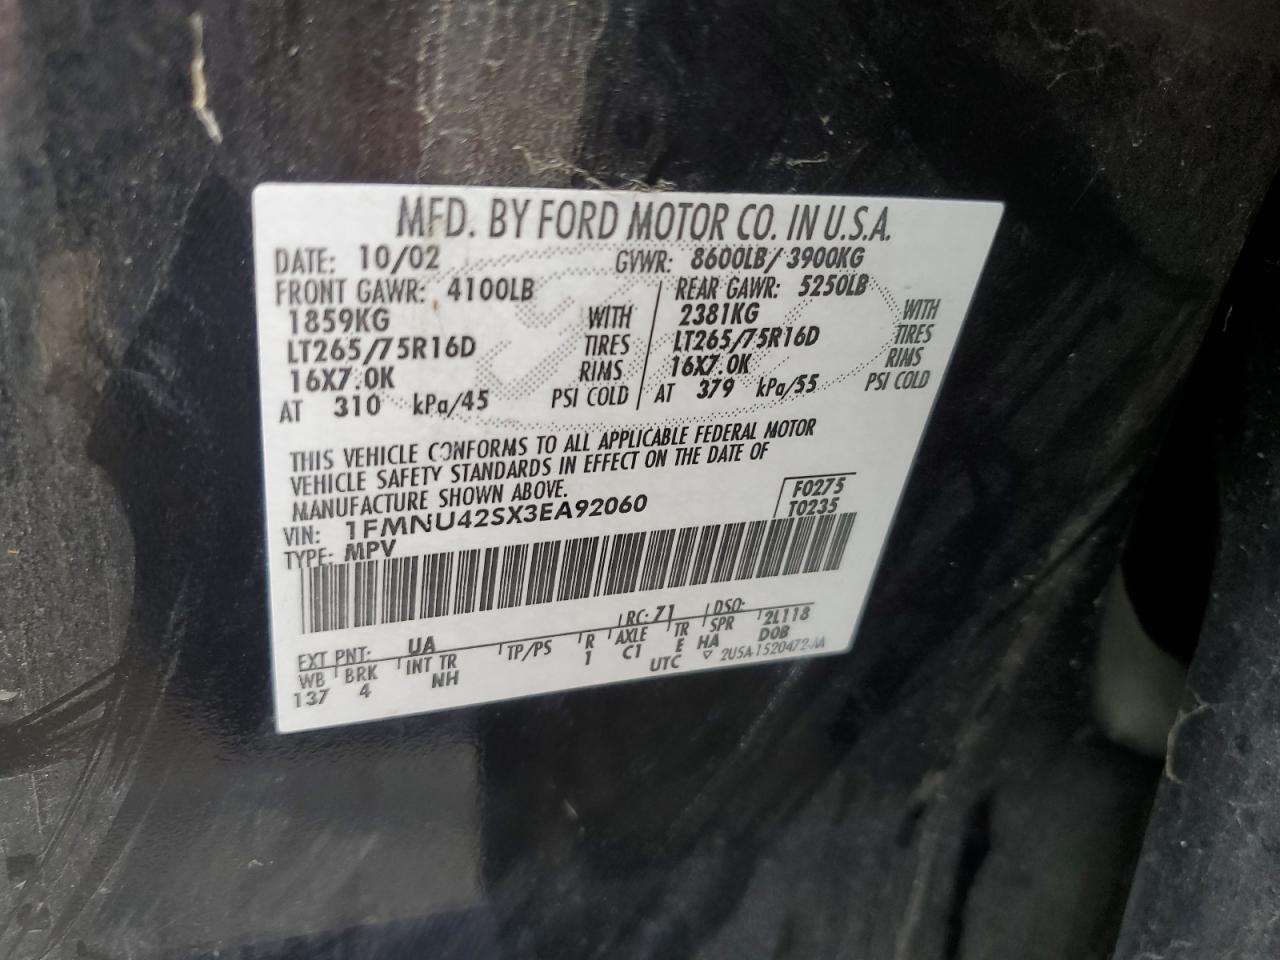 MFD. BY FORD MOTOR CO. IN U.S.A.
DATE: 10/02 GVWR: 8600LB/ 3900KG
FRONT GAWR: 4100LB REAR GAWR: 5250LB
1859KG WITH 2381KG WITH
LT265/75R16D TIRES LT265/75R16D TIRES
16X7.0K RIMS 16X7.0K RIMS
AT 310 kPa/45 PSI COLD AT 379 kPa/55 PSI COLD
THIS VEHICLE CONFORMS TO ALL APPLICABLE FEDERAL MOTOR
VEHICLE SAFETY STANDARDS IN EFFECT ON THE DATE OF
MANUFACTURE SHOWN ABOVE.
VIN: 1FMNU42SX3EA92060 F0275
TYPE: MPV T0235
EXT PNT: UA RC: 71 DSO:
WB BRK INT TR TP/PS R AXLE TR SPR 2L118
137 4 NH 1 C1 E HA DOB
UTC ▽ 2U5A-1520472-AA